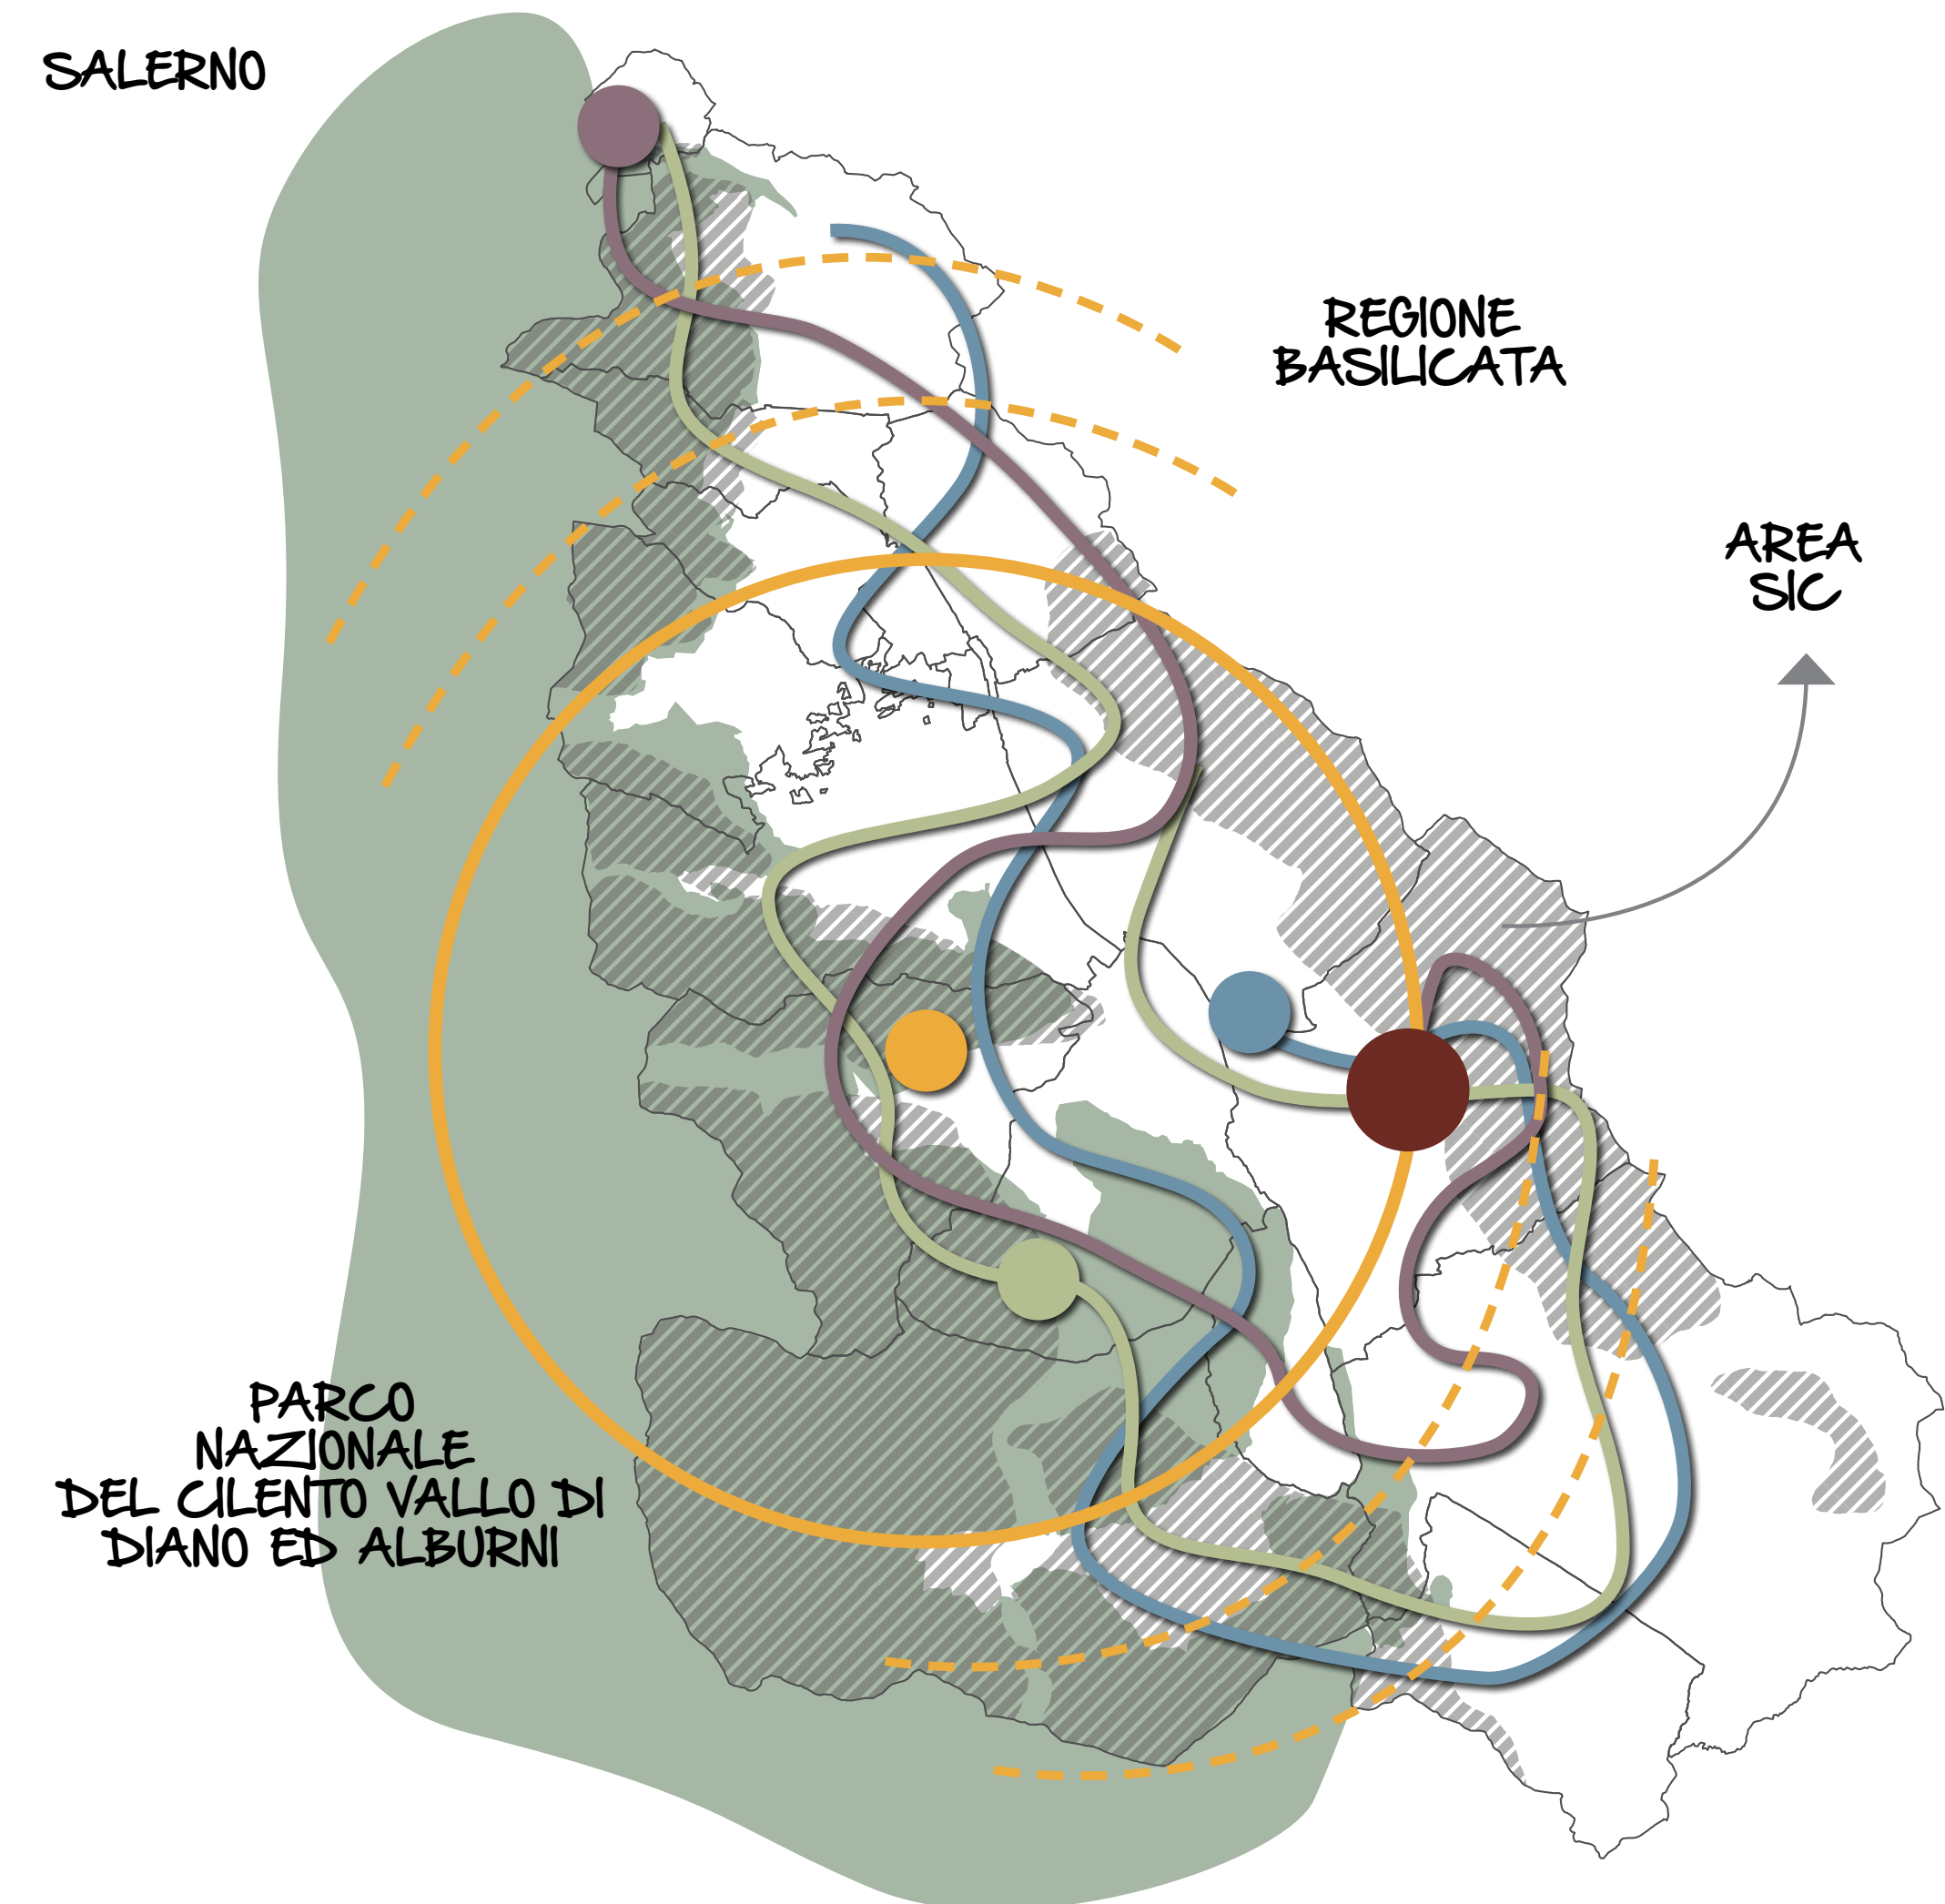 SALERNO
REGIONE
BASILICATA
AREA
SIC
PARCO
NAZIONALE
DEL CILENTO VALLO DI
DIANO ED ALBURNI